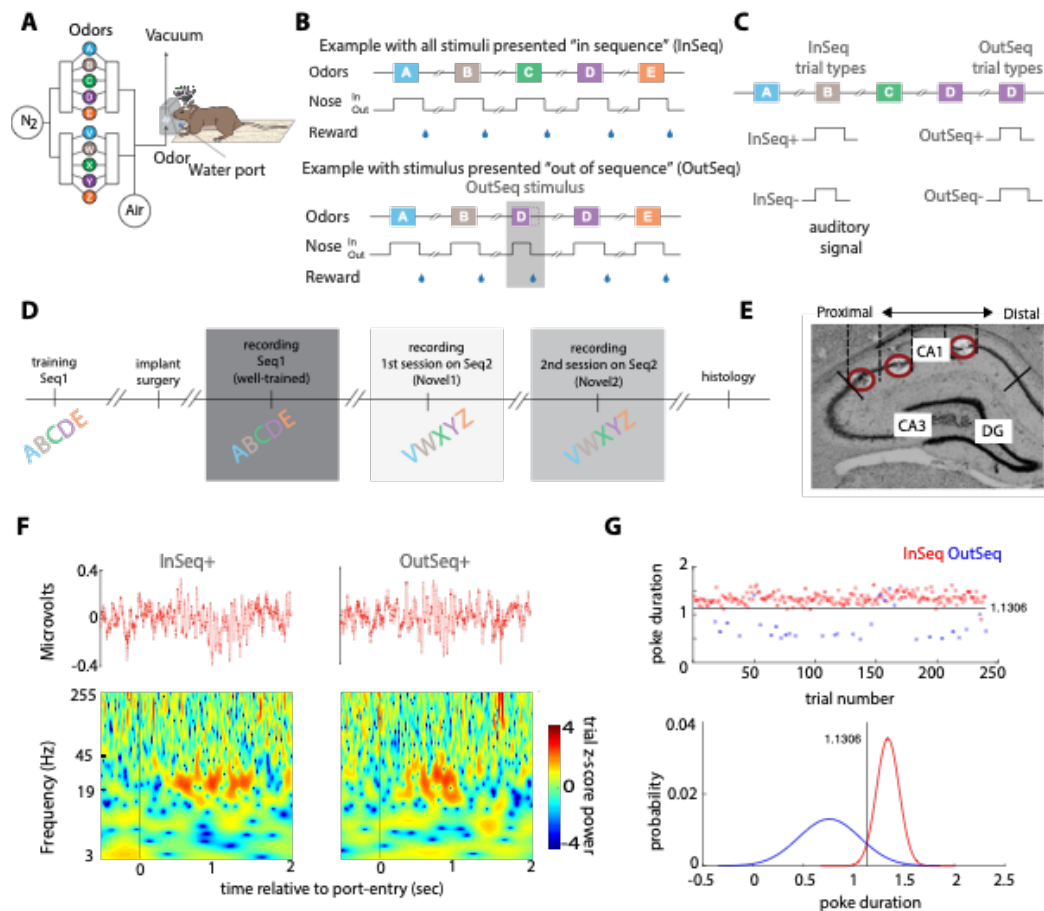 A
Odors
A
B
C
D
E
V
W
X
Y
Z
N2
Air
Vacuum
Odor
Water port
B
Example with all stimuli presented "in sequence" (InSeq)
Odors A B C D E
Nose In Out
Reward
Example with stimulus presented "out of sequence" (OutSeq)
OutSeq stimulus
Odors A B D D E
Nose In Out
Reward
C
InSeq trial types
OutSeq trial types
A B C D D
InSeq+ OutSeq+
InSeq- OutSeq-
auditory signal
D
training Seq1
implant surgery
recording Seq1 (well-trained)
recording 1st session on Seq2 (Novel1)
recording 2nd session on Seq2 (Novel2)
histology
ABCDE
ABCDE
VWXYZ
VWXYZ
E
Proximal Distal
CA1
CA3
DG
F
InSeq+ OutSeq+
Microvolts
0.4
0
-0.4
Frequency (Hz)
255
45
19
3
0 1 2 0 1 2
time relative to port-entry (sec)
4
0
-4
trial z-score power
G
InSeq OutSeq
poke duration
2
1
0
1.1306
50 100 150 200 250
trial number
probability
0.04
0.02
0
1.1306
-0.5 0 0.5 1 1.5 2 2.5
poke duration